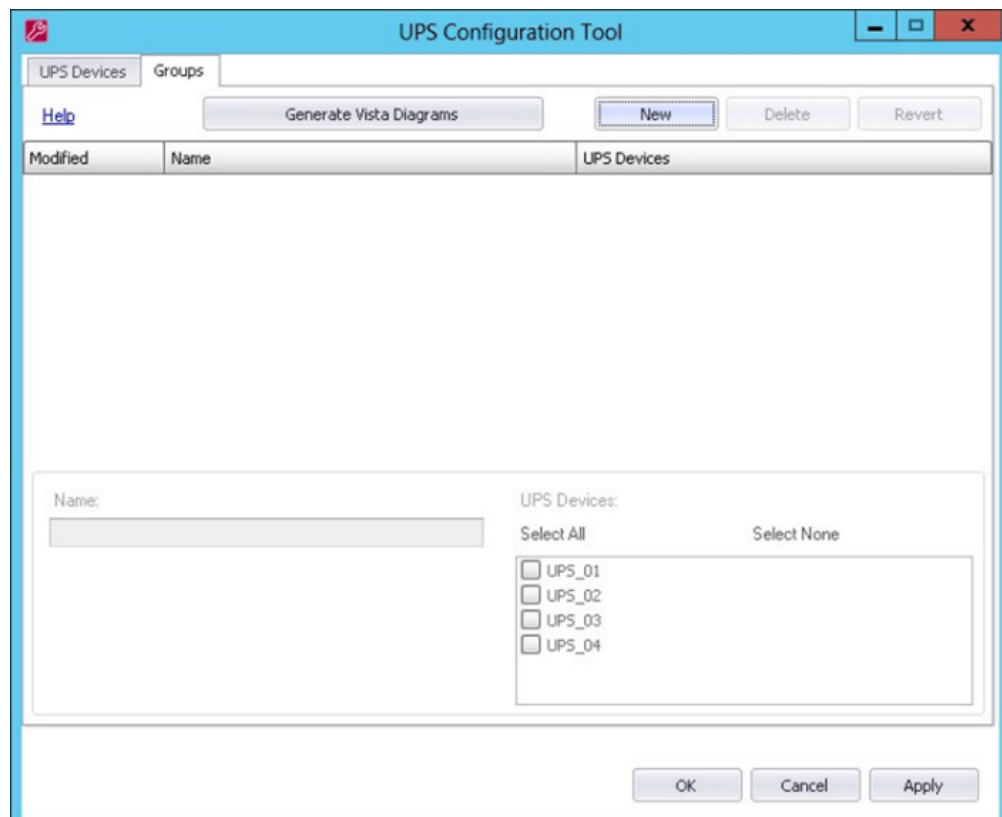 UPS Configuration Tool
UPS Devices Groups
Help Generate Vista Diagrams New Delete Revert
Modified Name UPS Devices
Name: UPS Devices:
Select All Select None
UPS_01
UPS_02
UPS_03
UPS_04
OK Cancel Apply